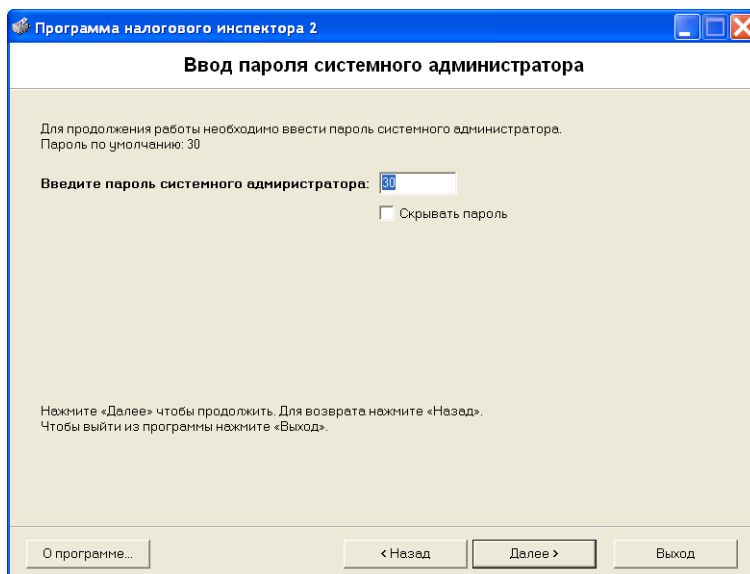 Программа налогового инспектора 2
Ввод пароля системного администратора
Для продолжения работы необходимо ввести пароль системного администратора.
Пароль по умолчанию: 30
Введите пароль системного адмиристратора: 30
Скрывать пароль
Нажмите «Далее» чтобы продолжить. Для возврата нажмите «Назад».
Чтобы выйти из программы нажмите «Выход».
О программе... < Назад Далее > Выход